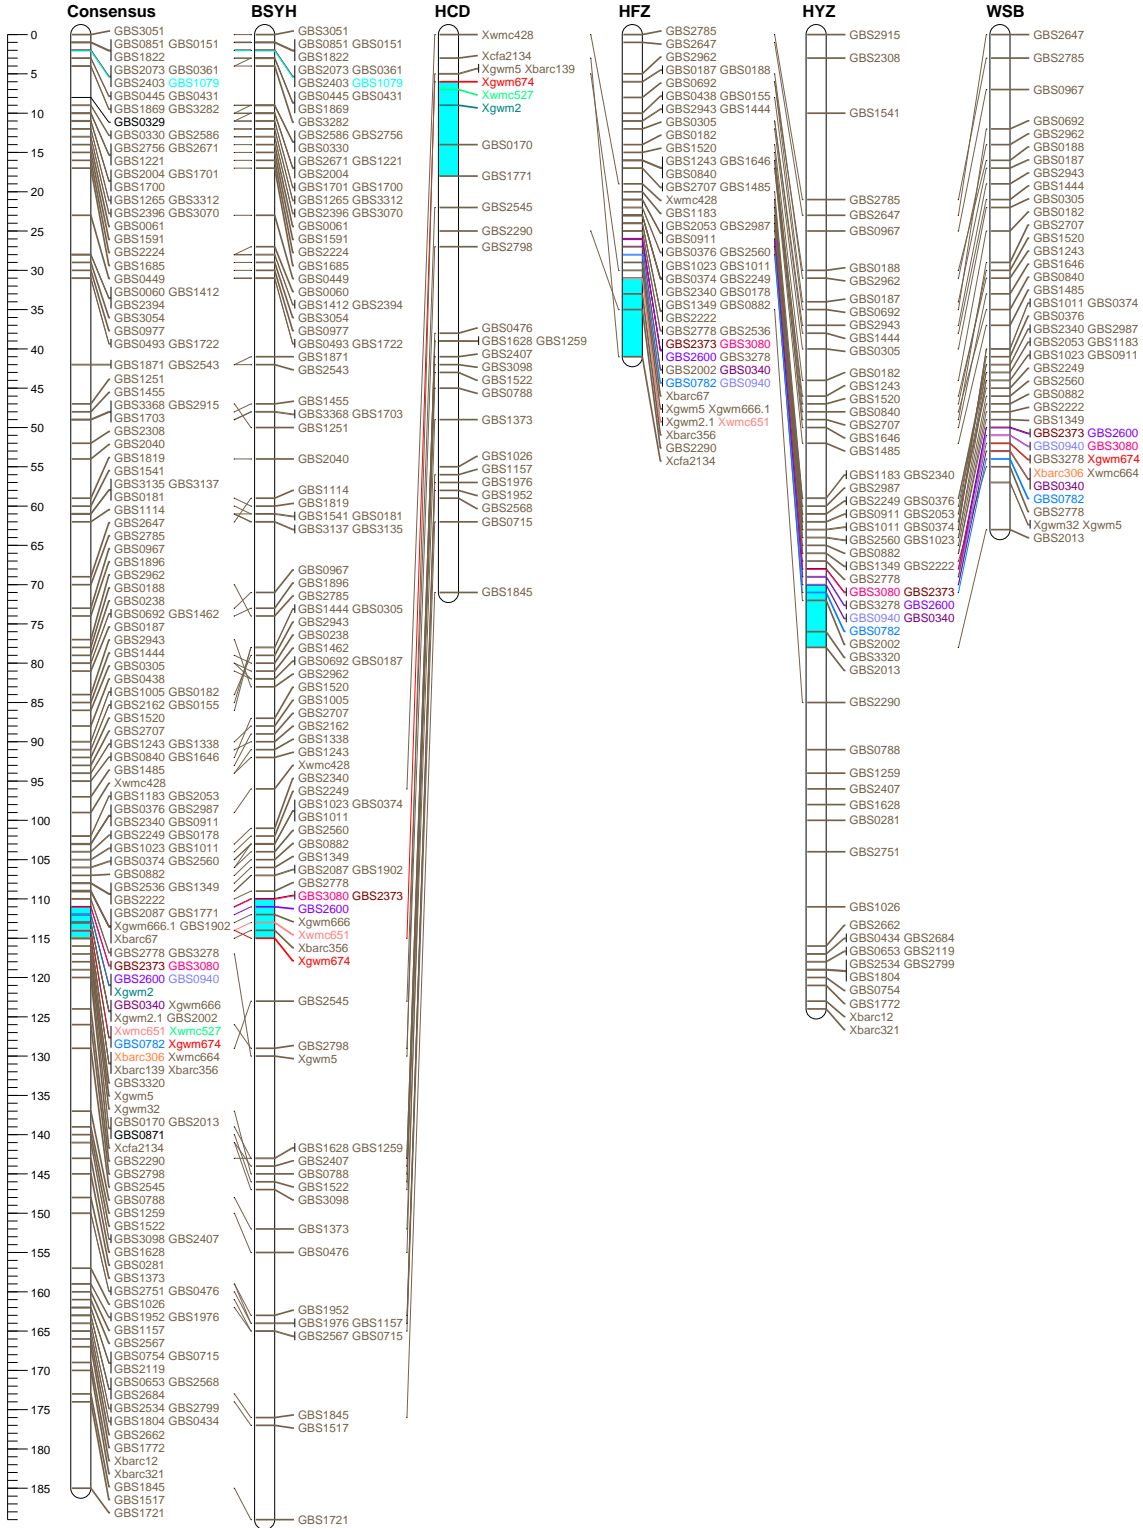 Consensus
BSYH
HCD
HFZ
HYZ
WSB
0
5
10
15
20
25
30
35
40
45
50
55
60
65
70
75
80
85
90
95
100
105
110
115
120
125
130
135
140
145
150
155
160
165
170
175
180
185
GBS3051
GBS0851 GBS0151
GBS1822
GBS2073 GBS0361
GBS2403 GBS1079
GBS0445 GBS0431
GBS1869 GBS3282
GBS0329
GBS0330 GBS2586
GBS2756 GBS2671
GBS1221
GBS2004 GBS1701
GBS1700
GBS1265 GBS3312
GBS2396 GBS3070
GBS0061
GBS1591
GBS2224
GBS1685
GBS0449
GBS0060 GBS1412
GBS2394
GBS3054
GBS0977
GBS0493 GBS1722
GBS1871 GBS2543
GBS1251
GBS1455
GBS3368 GBS2915
GBS1703
GBS2308
GBS2040
GBS1819
GBS1541
GBS3135 GBS3137
GBS0181
GBS1114
GBS2647
GBS2785
GBS0967
GBS1896
GBS2962
GBS0188
GBS0238
GBS0692 GBS1462
GBS0187
GBS2943
GBS1444
GBS0305
GBS0438
GBS1005 GBS0182
GBS2162 GBS0155
GBS1520
GBS2707
GBS1243 GBS1338
GBS0840 GBS1646
GBS1485
Xwmc428
GBS1183 GBS2053
GBS0376 GBS2987
GBS2340 GBS0911
GBS2249 GBS0178
GBS1023 GBS1011
GBS0374 GBS2560
GBS0882
GBS2536 GBS1349
GBS2222
GBS2087 GBS1771
Xgwm666.1 GBS1902
Xbarc67
GBS2778 GBS3278
GBS2373 GBS3080
GBS2600 GBS0940
Xgwm2
GBS0340 Xgwm666
Xgwm2.1 GBS2002
Xwmc651 Xwmc527
GBS0782 Xgwm674
Xbarc306 Xwmc664
Xbarc139 Xbarc356
GBS3320
Xgwm5
Xgwm32
GBS0170 GBS2013
GBS0871
Xcfa2134
GBS2290
GBS2798
GBS2545
GBS0788
GBS1259
GBS1522
GBS3098 GBS2407
GBS1628
GBS0281
GBS1373
GBS2751 GBS0476
GBS1026
GBS1952 GBS1976
GBS1157
GBS2567
GBS0754 GBS0715
GBS2119
GBS0653 GBS2568
GBS2684
GBS2534 GBS2799
GBS1804 GBS0434
GBS2662
GBS1772
Xbarc12
Xbarc321
GBS1845
GBS1517
GBS1721
GBS3051
GBS0851 GBS0151
GBS1822
GBS2073 GBS0361
GBS2403 GBS1079
GBS0445 GBS0431
GBS1869
GBS3282
GBS2586 GBS2756
GBS0330
GBS2671 GBS1221
GBS2004
GBS1701 GBS1700
GBS1265 GBS3312
GBS2396 GBS3070
GBS0061
GBS1591
GBS2224
GBS1685
GBS0449
GBS0060
GBS1412 GBS2394
GBS3054
GBS0977
GBS0493 GBS1722
GBS1871
GBS2543
GBS1455
GBS3368 GBS1703
GBS1251
GBS2040
GBS1114
GBS1819
GBS1541 GBS0181
GBS3137 GBS3135
GBS0967
GBS1896
GBS2785
GBS1444 GBS0305
GBS2943
GBS0238
GBS1462
GBS0692 GBS0187
GBS2962
GBS1520
GBS1005
GBS2707
GBS2162
GBS1338
GBS1243
Xwmc428
GBS2340
GBS2249
GBS1023 GBS0374
GBS1011
GBS2560
GBS0882
GBS1349
GBS2087 GBS1902
GBS2778
GBS3080 GBS2373
GBS2600
Xgwm666
Xwmc651
Xbarc356
Xgwm674
GBS2545
GBS2798
Xgwm5
GBS1628 GBS1259
GBS2407
GBS0788
GBS1522
GBS3098
GBS1373
GBS0476
GBS1952
GBS1976 GBS1157
GBS2567 GBS0715
GBS1845
GBS1517
GBS1721
Xwmc428
Xcfa2134
Xgwm5 Xbarc139
Xgwm674
Xwmc527
Xgwm2
GBS0170
GBS1771
GBS2545
GBS2290
GBS2798
GBS0476
GBS1628 GBS1259
GBS2407
GBS3098
GBS1522
GBS0788
GBS1373
GBS1026
GBS1157
GBS1976
GBS1952
GBS2568
GBS0715
GBS1845
GBS2785
GBS2647
GBS2962
GBS0187 GBS0188
GBS0692
GBS0438 GBS0155
GBS2943 GBS1444
GBS0305
GBS0182
GBS1520
GBS1243 GBS1646
GBS0840
GBS2707 GBS1485
Xwmc428
GBS1183
GBS2053 GBS2987
GBS0911
GBS0376 GBS2560
GBS1023 GBS1011
GBS0374 GBS2249
GBS2340 GBS0178
GBS1349 GBS0882
GBS2222
GBS2778 GBS2536
GBS2373 GBS3080
GBS2600 GBS3278
GBS2002 GBS0340
GBS0782 GBS0940
Xbarc67
Xgwm5 Xgwm666.1
Xgwm2.1 Xwmc651
Xbarc356
GBS2290
Xcfa2134
GBS2915
GBS2308
GBS1541
GBS2785
GBS2647
GBS0967
GBS0188
GBS2962
GBS0187
GBS0692
GBS2943
GBS1444
GBS0305
GBS0182
GBS1243
GBS1520
GBS0840
GBS2707
GBS1646
GBS1485
GBS1183 GBS2340
GBS2987
GBS2249 GBS0376
GBS0911 GBS2053
GBS1011 GBS0374
GBS2560 GBS1023
GBS0882
GBS1349 GBS2222
GBS2778
GBS3080 GBS2373
GBS3278 GBS2600
GBS0940 GBS0340
GBS0782
GBS2002
GBS3320
GBS2013
GBS2290
GBS0788
GBS1259
GBS2407
GBS1628
GBS0281
GBS2751
GBS1026
GBS2662
GBS0434 GBS2684
GBS0653 GBS2119
GBS2534 GBS2799
GBS1804
GBS0754
GBS1772
Xbarc12
Xbarc321
GBS2647
GBS2785
GBS0967
GBS0692
GBS2962
GBS0188
GBS0187
GBS2943
GBS1444
GBS0305
GBS0182
GBS2707
GBS1520
GBS1243
GBS1646
GBS0840
GBS1485
GBS1011 GBS0374
GBS0376
GBS2340 GBS2987
GBS2053 GBS1183
GBS1023 GBS0911
GBS2249
GBS2560
GBS0882
GBS2222
GBS1349
GBS2373 GBS2600
GBS0940 GBS3080
GBS3278 Xgwm674
Xbarc306 Xwmc664
GBS0340
GBS0782
GBS2778
Xgwm32 Xgwm5
GBS2013